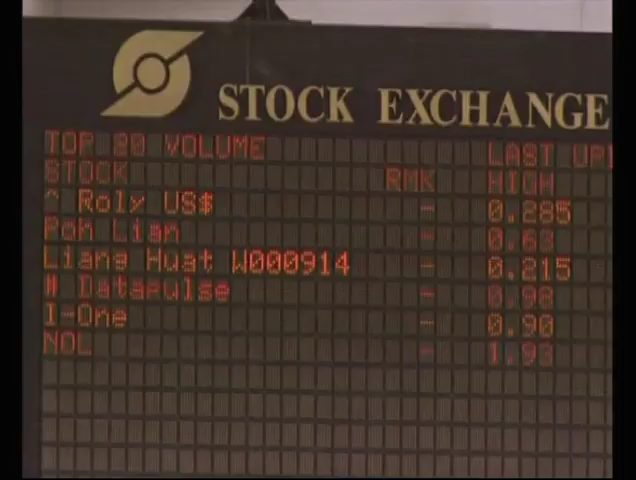 STOCK EXCHANGE
TOP 20 VOLUME LAST UP
STOCK RMK HIGH
^ Roly US$ - 0.285
Poh Lian - 0.63
Liang Huat W000914 - 0.215
# Datapulse - 0.98
I-One - 0.90
NOL - 1.93